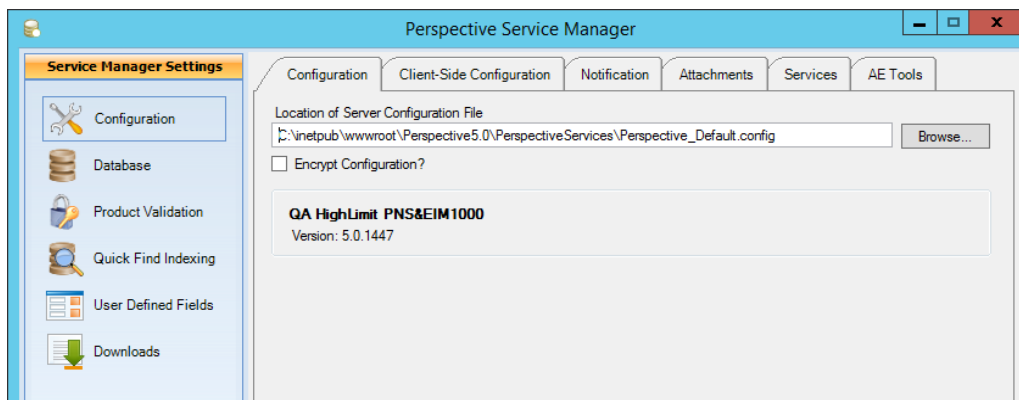 Perspective Service Manager
Service Manager Settings
Configuration
Database
Product Validation
Quick Find Indexing
User Defined Fields
Downloads
Configuration Client-Side Configuration Notification Attachments Services AE Tools
Location of Server Configuration File
C:\inetpub\wwwroot\Perspective5.0\PerspectiveServices\Perspective_Default.config Browse...
Encrypt Configuration?
QA HighLimit PNS&EIM1000
Version: 5.0.1447